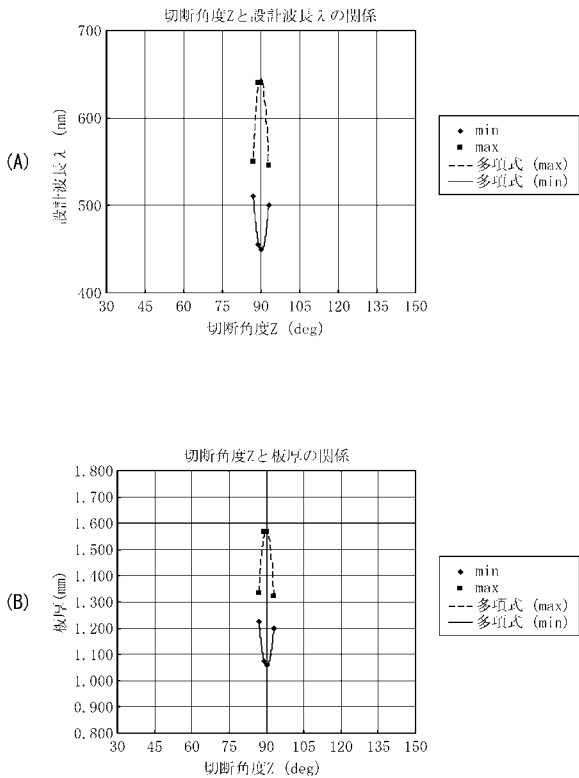 切断角度Zと設計波長λの関係
(A)
設計波長λ (nm)
700
600
500
400
30 45 60 75 90 105 120 135 150
切断角度Z (deg)
min
max
多項式 (max)
多項式 (min)
切断角度Zと板厚の関係
(B)
板厚(mm)
1.800
1.700
1.600
1.500
1.400
1.300
1.200
1.100
1.000
0.900
0.800
30 45 60 75 90 105 120 135 150
切断角度Z (deg)
min
max
多項式 (max)
多項式 (min)